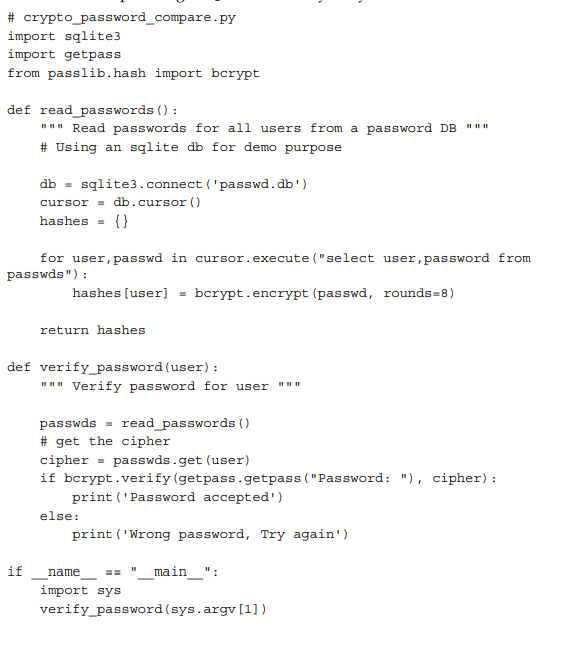 # crypto_password_compare.py
import sqlite3
import getpass
from passlib.hash import bcrypt

def read_passwords():
    """ Read passwords for all users from a password DB """
    # Using an sqlite db for demo purpose

    db = sqlite3.connect('passwd.db')
    cursor = db.cursor()
    hashes = {}

    for user,passwd in cursor.execute("select user,password from
passwds"):
        hashes[user] = bcrypt.encrypt(passwd, rounds=8)

    return hashes

def verify_password(user):
    """ Verify password for user """

    passwds = read_passwords()
    # get the cipher
    cipher = passwds.get(user)
    if bcrypt.verify(getpass.getpass("Password: "), cipher):
        print('Password accepted')
    else:
        print('Wrong password, Try again')

if __name__ == "__main__":
    import sys
    verify_password(sys.argv[1])